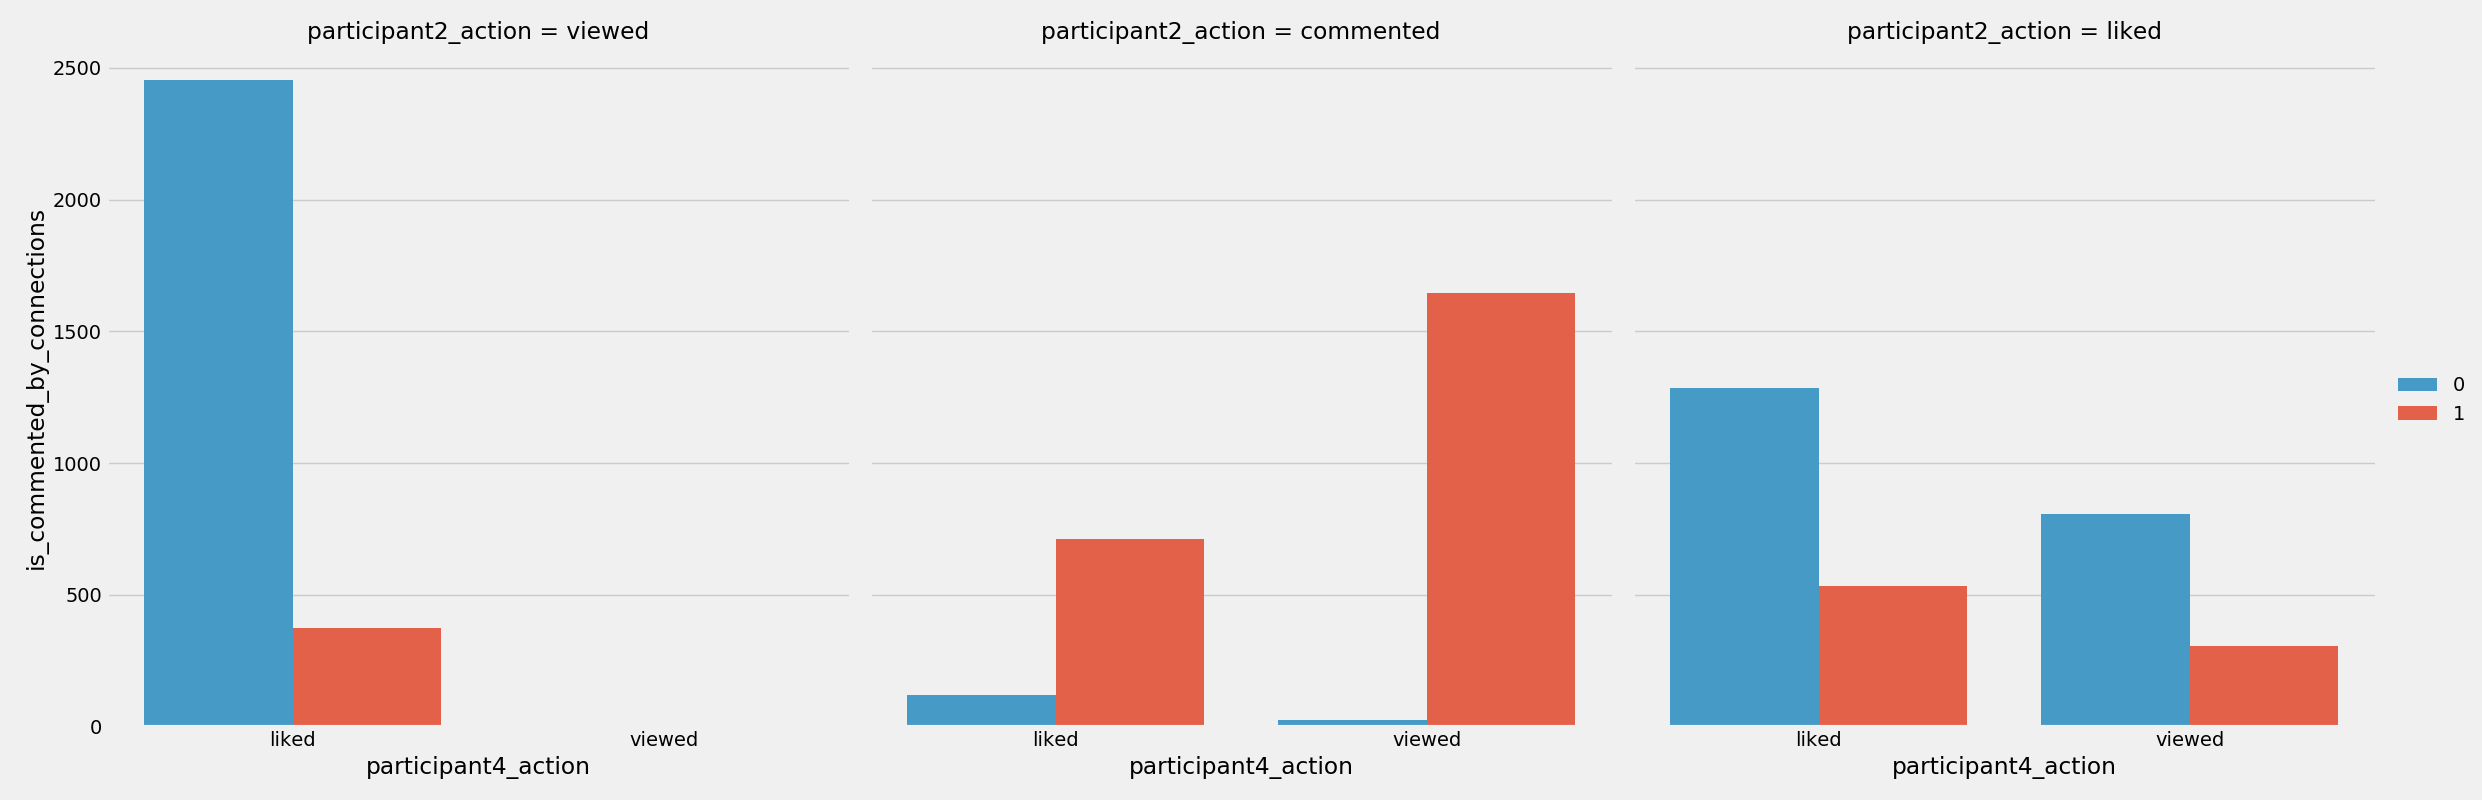 participant2_action = viewed
participant2_action = commented
participant2_action = liked
is_commented_by_connections
2500
2000
1500
1000
500
0
liked
viewed
liked
viewed
liked
viewed
participant4_action
participant4_action
participant4_action
0
1